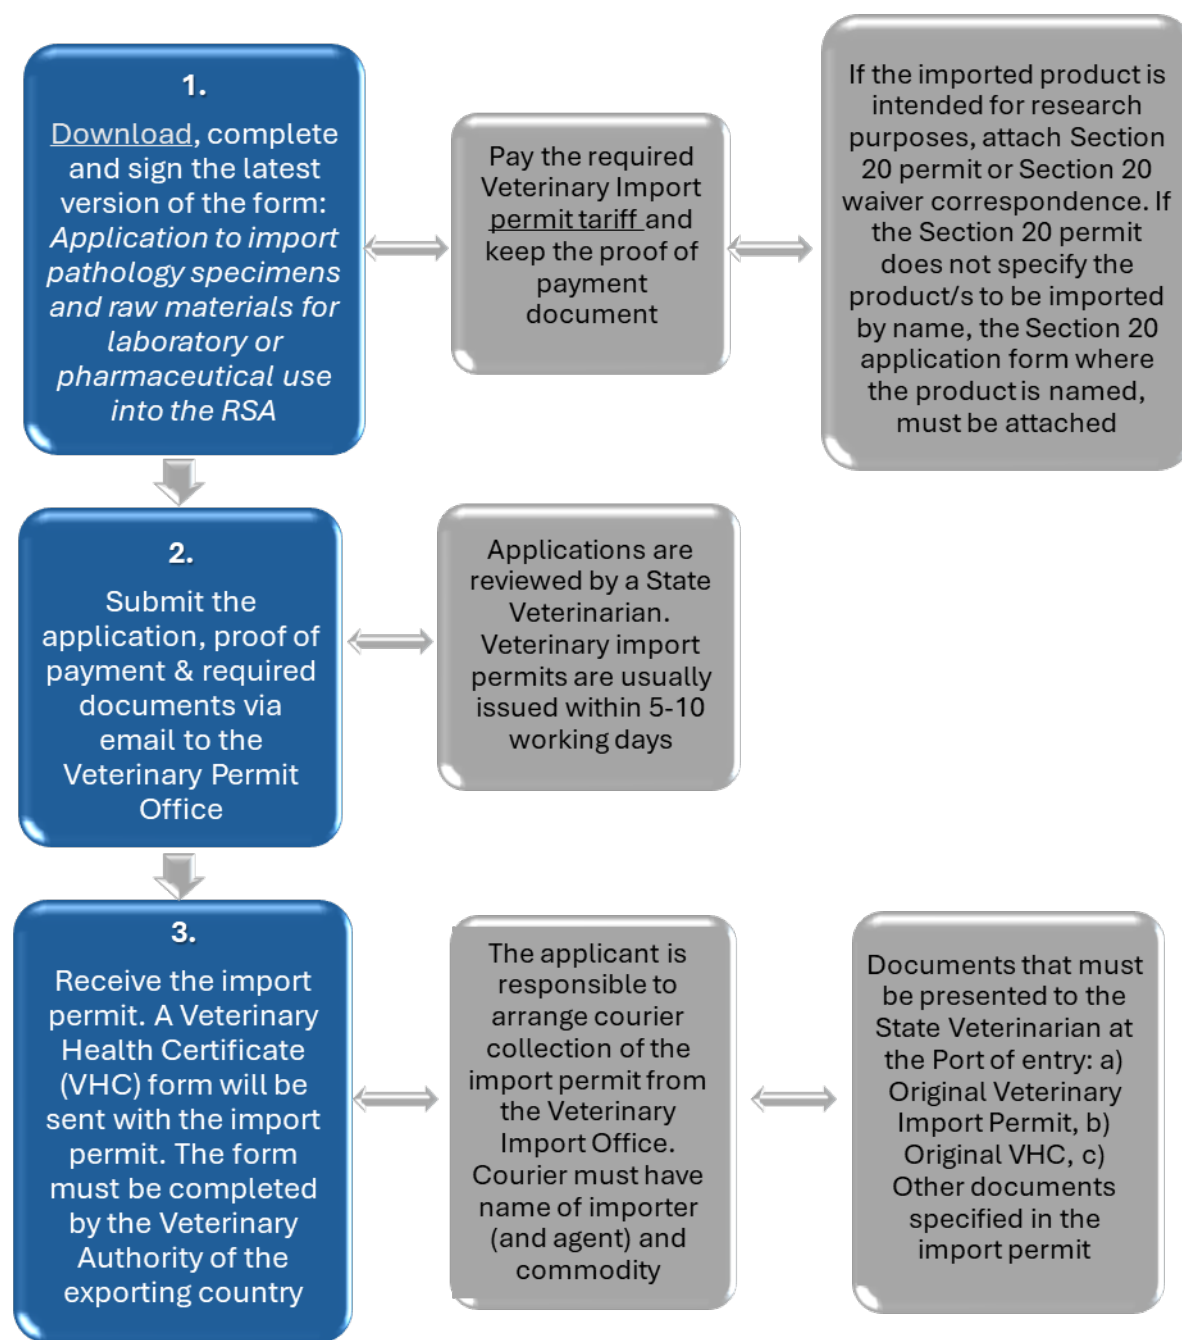 1.
Download, complete
and sign the latest
version of the form:
Application to import
pathology specimens
and raw materials for
laboratory or
pharmaceutical use
into the RSA
Pay the required
Veterinary Import
permit tariff and
keep the proof of
payment
document
If the imported product is
intended for research
purposes, attach Section
20 permit or Section 20
waiver correspondence. If
the Section 20 permit
does not specify the
product/s to be imported
by name, the Section 20
application form where
the product is named,
must be attached
2.
Submit the
application, proof of
payment & required
documents via
email to the
Veterinary Permit
Office
Applications are
reviewed by a State
Veterinarian.
Veterinary import
permits are usually
issued within 5-10
working days
3.
Receive the import
permit. A Veterinary
Health Certificate
(VHC) form will be
sent with the import
permit. The form
must be completed
by the Veterinary
Authority of the
exporting country
The applicant is
responsible to
arrange courier
collection of the
import permit from
the Veterinary
Import Office.
Courier must have
name of importer
(and agent) and
commodity
Documents that must
be presented to the
State Veterinarian at
the Port of entry: a)
Original Veterinary
Import Permit, b)
Original VHC, c)
Other documents
specified in the
import permit